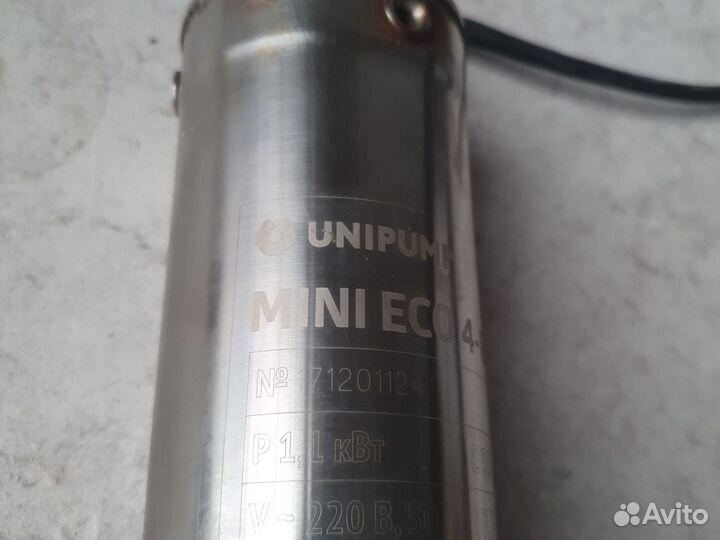 UNIPUMP
MINI ECO 4-
№ 171201124
P 1,1 кВт
V ~ 220 В, 50
Avito